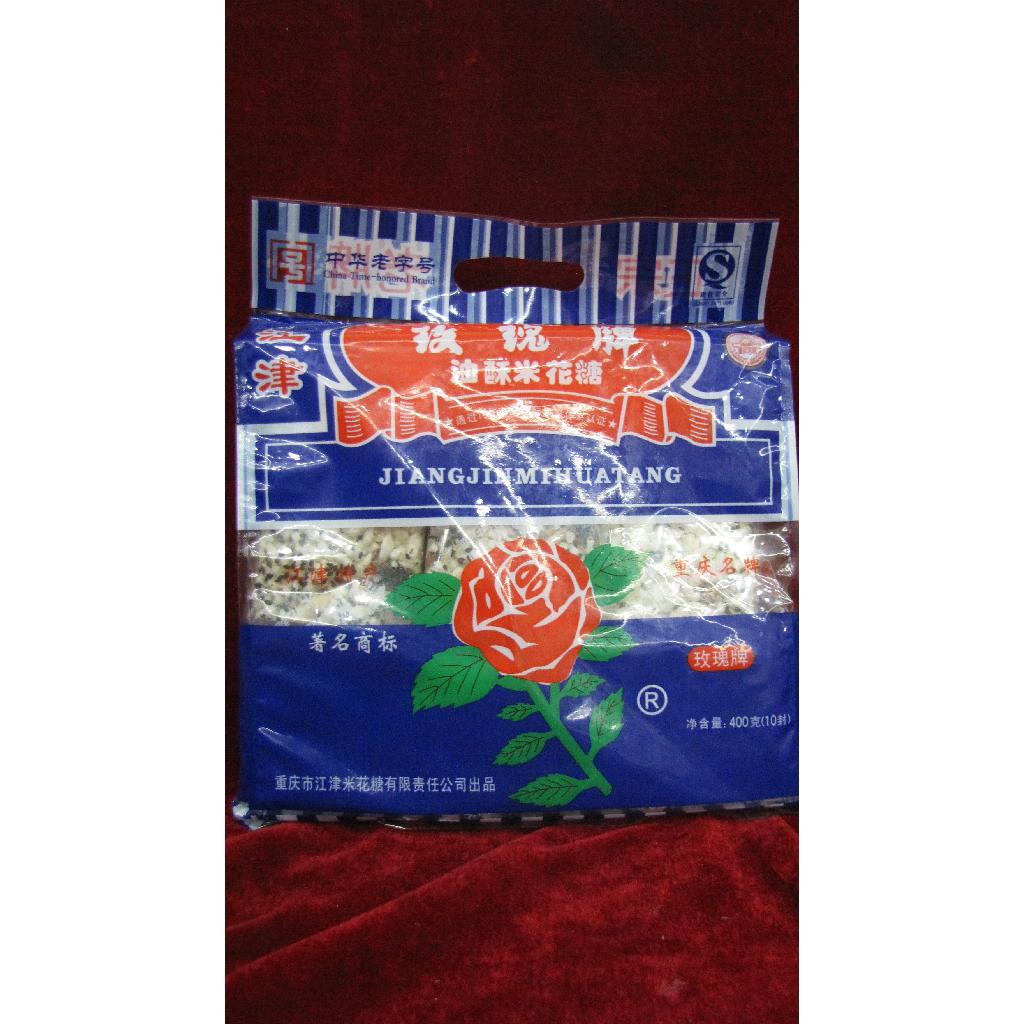 中华老字号
China Time-honored Brand
江津
玫瑰牌
油酥米花糖
JIANGJINMIHUATANG
重庆名牌
著名商标
玫瑰牌
®
净含量:400克(10封)
重庆市江津米花糖有限责任公司出品